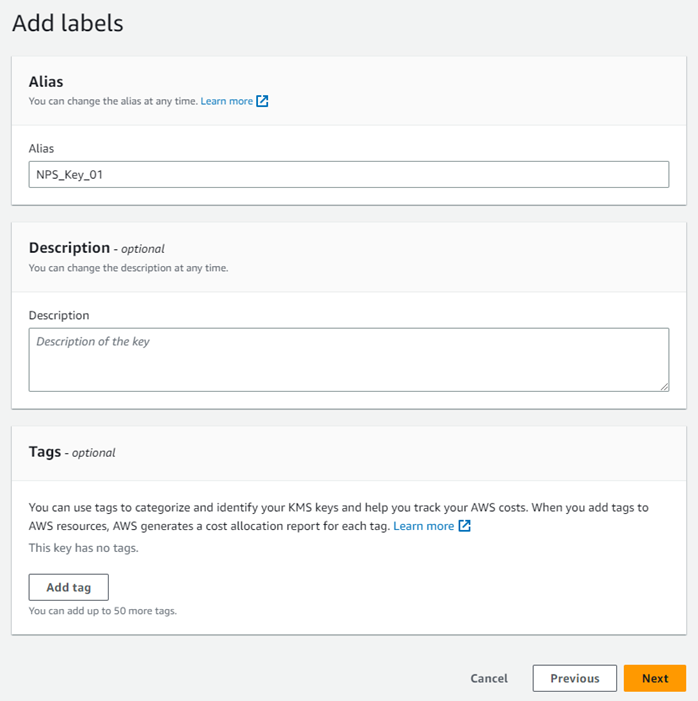 Add labels
Alias
You can change the alias at any time. Learn more
Alias
NPS_Key_01
Description - optional
You can change the description at any time.
Description
Description of the key
Tags - optional
You can use tags to categorize and identify your KMS keys and help you track your AWS costs. When you add tags to
AWS resources, AWS generates a cost allocation report for each tag. Learn more
This key has no tags.
Add tag
You can add up to 50 more tags.
Cancel Previous Next